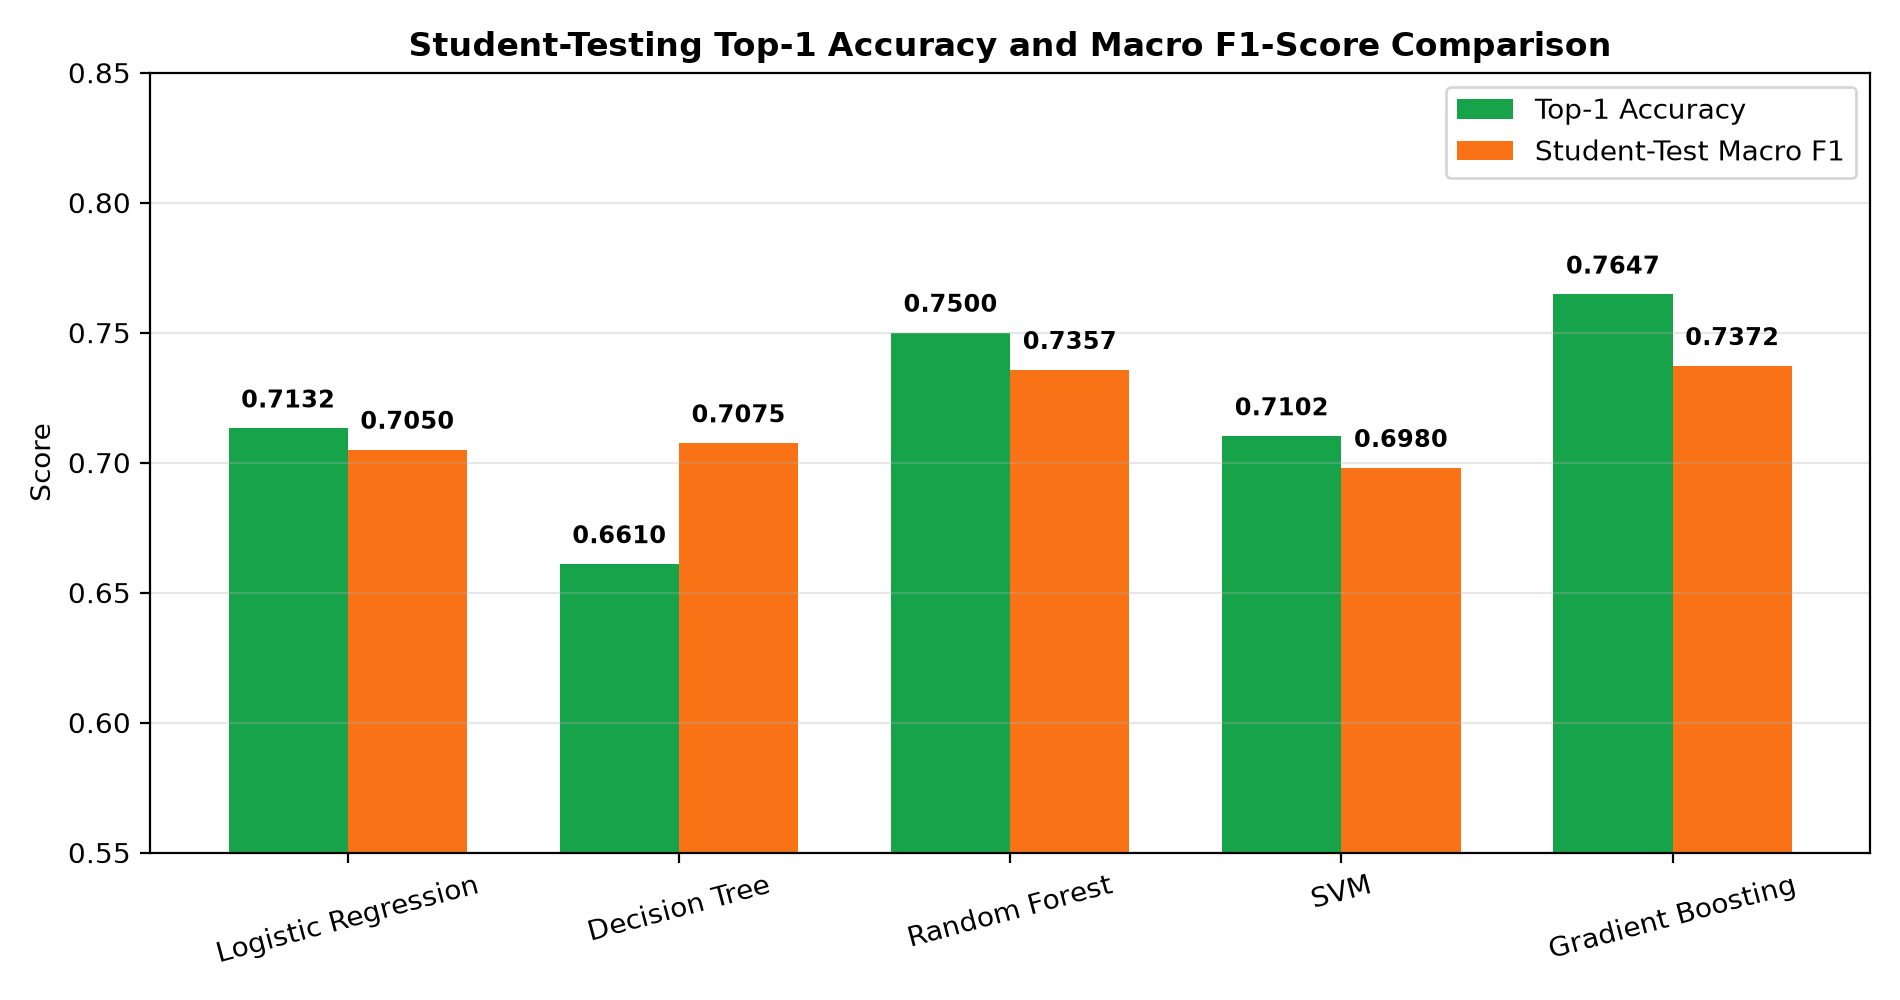 Student-Testing Top-1 Accuracy and Macro F1-Score Comparison
Top-1 Accuracy
Student-Test Macro F1
Score
0.85
0.80
0.75
0.70
0.65
0.60
0.55
0.7132
0.7050
0.6610
0.7075
0.7500
0.7357
0.7102
0.6980
0.7647
0.7372
Logistic Regression
Decision Tree
Random Forest
SVM
Gradient Boosting